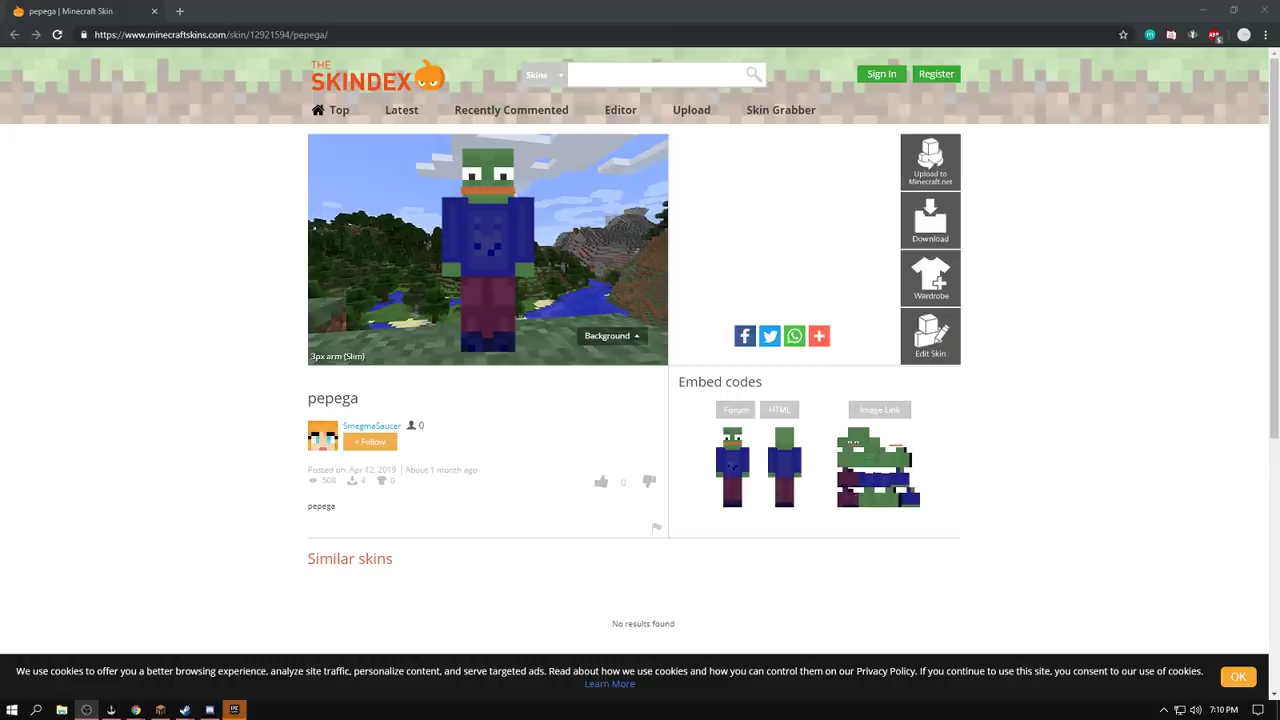 pepega | Minecraft Skin
https://www.minecraftskins.com/skin/12921594/pepega/
THE
SKINDEX
Skins
Sign In
Register
Top
Latest
Recently Commented
Editor
Upload
Skin Grabber
Upload to
Minecraft.net
Download
Wardrobe
Edit Skin
Background
3px arm (Slim)
Embed codes
Forum
HTML
Image Link
pepega
SmegmaSaucer
0
+ Follow
Posted on: Apr 12, 2019
About 1 month ago
508
4
0
0
pepega
Similar skins
No results found
We use cookies to offer you a better browsing experience, analyze site traffic, personalize content, and serve targeted ads. Read about how we use cookies and how you can control them on our Privacy Policy. If you continue to use this site, you consent to our use of cookies.
Learn More
OK
7:10 PM